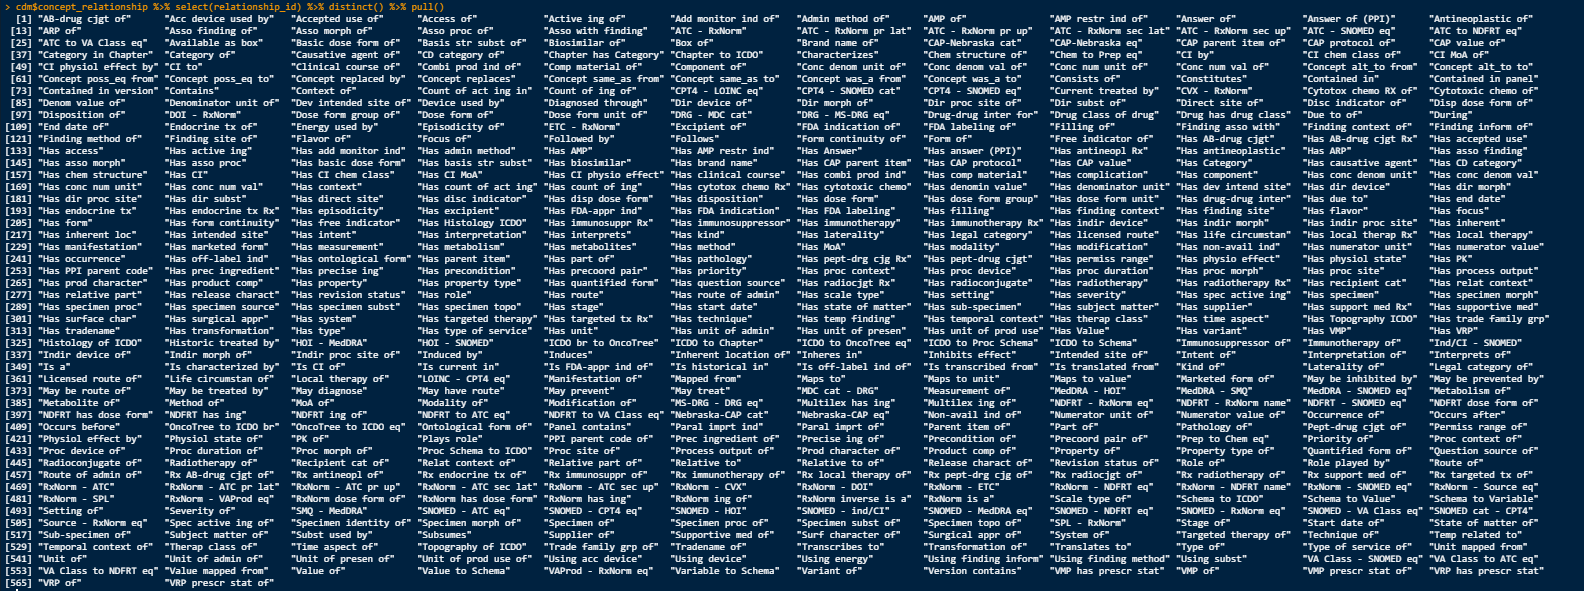 > cdm$concept_relationship %>% select(relationship_id) %>% distinct() %>% pull()
[1] "AB-drug cjgt of" "Acc device used by" "Accepted use of" "Access of" "Active ing of" "Add monitor ind of" "Admin method of" "AMP of" "AMP restr ind of" "Answer of" "Answer of (PPI)" "Antineoplastic of"
[13] "ARP of" "Asso finding of" "Asso morph of" "Asso proc of" "Asso with finding" "ATC - RxNorm" "ATC - RxNorm pr lat" "ATC - RxNorm pr up" "ATC - RxNorm sec lat" "ATC - RxNorm sec up" "ATC - SNOMED eq" "ATC to NDFRT eq"
[25] "ATC to VA Class eq" "Available as box" "Basic dose form of" "Basis str subst of" "Biosimilar of" "Box of" "Brand name of" "CAP-Nebraska cat" "CAP-Nebraska eq" "CAP parent item of" "CAP protocol of" "CAP value of"
[37] "Category in Chapter" "Category of" "Causative agent of" "CD category of" "Chapter has Category" "Chapter to ICDO" "Characterizes" "Chem structure of" "Chem to Prep eq" "CI by" "CI chem class of" "CI MoA of"
[49] "CI physiol effect by" "CI to" "Clinical course of" "Combi prod ind of" "Comp material of" "Component of" "Conc denom unit of" "Conc denom val of" "Conc num unit of" "Conc num val of" "Concept alt_to from" "Concept alt_to to"
[61] "Concept poss_eq from" "Concept poss_eq to" "Concept replaced by" "Concept replaces" "Concept same_as from" "Concept same_as to" "Concept was_a from" "Concept was_a to" "Consists of" "Constitutes" "Contained in" "Contained in panel"
[73] "Contained in version" "Contains" "Context of" "Count of act ing in" "Count of ing of" "CPT4 - LOINC eq" "CPT4 - SNOMED cat" "CPT4 - SNOMED eq" "Current treated by" "CVX - RxNorm" "Cytotox chemo RX of" "Cytotoxic chemo of"
[85] "Denom value of" "Denominator unit of" "Dev intended site of" "Device used by" "Diagnosed through" "Dir device of" "Dir morph of" "Dir proc site of" "Dir subst of" "Direct site of" "Disc indicator of" "Disp dose form of"
[97] "Disposition of" "DOI - RxNorm" "Dose form group of" "Dose form of" "Dose form unit of" "DRG - MDC cat" "DRG - MS-DRG eq" "Drug-drug inter for" "Drug class of drug" "Drug has drug class" "Due to of" "During"
[109] "End date of" "Endocrine tx of" "Energy used by" "Episodicity of" "ETC - RxNorm" "Excipient of" "FDA indication of" "FDA labeling of" "Filling of" "Finding asso with" "Finding context of" "Finding inform of"
[121] "Finding method of" "Finding site of" "Flavor of" "Focus of" "Followed by" "Follows" "Form continuity of" "Form of" "Free indicator of" "Has AB-drug cjgt" "Has AB-drug cjgt Rx" "Has accepted use"
[133] "Has access" "Has active ing" "Has add monitor ind" "Has admin method" "Has AMP" "Has AMP restr ind" "Has Answer" "Has answer (PPI)" "Has antineopl Rx" "Has antineoplastic" "Has ARP" "Has asso finding"
[145] "Has asso morph" "Has asso proc" "Has basic dose form" "Has basis str subst" "Has biosimilar" "Has brand name" "Has CAP parent item" "Has CAP protocol" "Has CAP value" "Has Category" "Has causative agent" "Has CD category"
[157] "Has chem structure" "Has CI" "Has CI chem class" "Has CI MoA" "Has CI physio effect" "Has clinical course" "Has combi prod ind" "Has comp material" "Has complication" "Has component" "Has conc denom unit" "Has conc denom val"
[169] "Has conc num unit" "Has conc num val" "Has context" "Has count of act ing" "Has count of ing" "Has cytotox chemo Rx" "Has cytotoxic chemo" "Has denomin value" "Has denominator unit" "Has dev intend site" "Has dir device" "Has dir morph"
[181] "Has dir proc site" "Has dir subst" "Has direct site" "Has disc indicator" "Has disp dose form" "Has disposition" "Has dose form" "Has dose form group" "Has dose form unit" "Has drug-drug inter" "Has due to" "Has end date"
[193] "Has endocrine tx" "Has endocrine tx Rx" "Has episodicity" "Has excipient" "Has FDA-appr ind" "Has FDA indication" "Has FDA labeling" "Has filling" "Has finding context" "Has finding site" "Has flavor" "Has focus"
[205] "Has form" "Has form continuity" "Has free indicator" "Has Histology ICDO" "Has immunosuppr Rx" "Has immunosuppressor" "Has immunotherapy" "Has immunotherapy Rx" "Has indir device" "Has indir morph" "Has indir proc site" "Has inherent"
[217] "Has inherent loc" "Has intended site" "Has intent" "Has interpretation" "Has interprets" "Has kind" "Has laterality" "Has legal category" "Has licensed route" "Has life circumstan" "Has local therap Rx" "Has local therapy"
[229] "Has manifestation" "Has marketed form" "Has measurement" "Has metabolism" "Has metabolites" "Has method" "Has MoA" "Has modality" "Has modification" "Has non-avail ind" "Has numerator unit" "Has numerator value"
[241] "Has occurrence" "Has off-label ind" "Has ontological form" "Has parent item" "Has part of" "Has pathology" "Has pept-drg cjg Rx" "Has pept-drug cjgt" "Has permiss range" "Has physio effect" "Has physiol state" "Has PK"
[253] "Has PPI parent code" "Has prec ingredient" "Has precise ing" "Has precondition" "Has precoord pair" "Has priority" "Has proc context" "Has proc device" "Has proc duration" "Has proc morph" "Has proc site" "Has process output"
[265] "Has prod character" "Has product comp" "Has property" "Has property type" "Has quantified form" "Has question source" "Has radiocjgt Rx" "Has radioconjugate" "Has radiotherapy" "Has radiotherapy Rx" "Has recipient cat" "Has relat context"
[277] "Has relative part" "Has release charact" "Has revision status" "Has role" "Has route" "Has route of admin" "Has scale type" "Has setting" "Has severity" "Has spec active ing" "Has specimen" "Has specimen morph"
[289] "Has specimen proc" "Has specimen source" "Has specimen subst" "Has specimen topo" "Has stage" "Has start date" "Has state of matter" "Has sub-specimen" "Has subject matter" "Has supplier" "Has support med Rx" "Has supportive med"
[301] "Has surface char" "Has surgical appr" "Has system" "Has targeted therapy" "Has targeted tx Rx" "Has technique" "Has temp finding" "Has temporal context" "Has therap class" "Has time aspect" "Has Topography ICDO" "Has trade family grp"
[313] "Has tradename" "Has transformation" "Has type" "Has type of service" "Has unit" "Has unit of admin" "Has unit of presen" "Has unit of prod use" "Has Value" "Has variant" "Has VMP" "Has VRP"
[325] "Histology of ICDO" "Historic treated by" "HOI - MedDRA" "HOI - SNOMED" "ICDO br to OncoTree" "ICDO to Chapter" "ICDO to OncoTree eq" "ICDO to Proc Schema" "ICDO to Schema" "Immunosuppressor of" "Immunotherapy of" "Ind/CI - SNOMED"
[337] "Indir device of" "Indir morph of" "Indir proc site of" "Induced by" "Induces" "Inherent location of" "Inheres in" "Inhibits effect" "Intended site of" "Intent of" "Interpretation of" "Interprets of"
[349] "Is a" "Is characterized by" "Is CI of" "Is current in" "Is FDA-appr ind of" "Is historical in" "Is off-label ind of" "Is transcribed from" "Is translated from" "Kind of" "Laterality of" "Legal category of"
[361] "Licensed route of" "Life circumstan of" "Local therapy of" "LOINC - CPT4 eq" "Manifestation of" "Mapped from" "Maps to" "Maps to unit" "Maps to value" "Marketed form of" "May be inhibited by" "May be prevented by"
[373] "May be route of" "May be treated by" "May diagnose" "May have route" "May prevent" "May treat" "MDC cat - DRG" "Measurement of" "MedDRA - HOI" "MedDRA - SMQ" "MedDRA - SNOMED eq" "Metabolism of"
[385] "Metabolite of" "Method of" "MoA of" "Modality of" "Modification of" "MS-DRG - DRG eq" "Multilex has ing" "Multilex ing of" "NDFRT - RxNorm eq" "NDFRT - RxNorm name" "NDFRT - SNOMED eq" "NDFRT dose form of"
[397] "NDFRT has dose form" "NDFRT has ing" "NDFRT ing of" "NDFRT to ATC eq" "NDFRT to VA Class eq" "Nebraska-CAP cat" "Nebraska-CAP eq" "Non-avail ind of" "Numerator unit of" "Numerator value of" "Occurrence of" "Occurs after"
[409] "Occurs before" "OncoTree to ICDO br" "OncoTree to ICDO eq" "Ontological form of" "Panel contains" "Paral imprt ind" "Paral imprt of" "Parent item of" "Part of" "Pathology of" "Pept-drug cjgt of" "Permiss range of"
[421] "Physiol effect by" "Physiol state of" "PK of" "Plays role" "PPI parent code of" "Prec ingredient of" "Precise ing of" "Precondition of" "Precoord pair of" "Prep to Chem eq" "Priority of" "Proc context of"
[433] "Proc device of" "Proc duration of" "Proc morph of" "Proc Schema to ICDO" "Proc site of" "Process output of" "Prod character of" "Product comp of" "Property of" "Property type of" "Quantified form of" "Question source of"
[445] "Radioconjugate of" "Radiotherapy of" "Recipient cat of" "Relat context of" "Relative part of" "Relative to" "Relative to of" "Release charact of" "Revision status of" "Role of" "Role played by" "Route of"
[457] "Route of admin of" "Rx AB-drug cjgt of" "Rx antineopl of" "Rx endocrine tx of" "Rx immunosuppr of" "Rx immunotherapy of" "Rx local therapy of" "Rx pept-drg cjg of" "Rx radiocjgt of" "Rx radiotherapy of" "Rx support med of" "Rx targeted tx of"
[469] "RxNorm - ATC" "RxNorm - ATC pr lat" "RxNorm - ATC pr up" "RxNorm - ATC sec lat" "RxNorm - ATC sec up" "RxNorm - CVX" "RxNorm - DOI" "RxNorm - ETC" "RxNorm - NDFRT eq" "RxNorm - NDFRT name" "RxNorm - SNOMED eq" "RxNorm - Source eq"
[481] "RxNorm - SPL" "RxNorm - VAProd eq" "RxNorm dose form of" "RxNorm has dose form" "RxNorm has ing" "RxNorm ing of" "RxNorm inverse is a" "RxNorm is a" "Scale type of" "Schema to ICDO" "Schema to Value" "Schema to Variable"
[493] "Setting of" "Severity of" "SMQ - MedDRA" "SNOMED - ATC eq" "SNOMED - CPT4 eq" "SNOMED - HOI" "SNOMED - ind/CI" "SNOMED - MedDRA eq" "SNOMED - NDFRT eq" "SNOMED - RxNorm eq" "SNOMED - VA Class eq" "SNOMED cat - CPT4"
[505] "Source - RxNorm eq" "Spec active ing of" "Specimen identity of" "Specimen morph of" "Specimen of" "Specimen proc of" "Specimen subst of" "Specimen topo of" "SPL - RxNorm" "Stage of" "Start date of" "State of matter of"
[517] "Sub-specimen of" "Subject matter of" "Subst used by" "Subsumes" "Supplier of" "Supportive med of" "Surf character of" "Surgical appr of" "System of" "Targeted therapy of" "Technique of" "Temp related to"
[529] "Temporal context of" "Therap class of" "Time aspect of" "Topography of ICDO" "Trade family grp of" "Tradename of" "Transcribes to" "Transformation of" "Translates to" "Type of" "Type of service of" "Unit mapped from"
[541] "Unit of" "Unit of admin of" "Unit of presen of" "Unit of prod use of" "Using acc device" "Using device" "Using energy" "Using finding inform" "Using finding method" "Using subst" "VA Class - SNOMED eq" "VA Class to ATC eq"
[553] "VA Class to NDFRT eq" "Value mapped from" "Value of" "Value to Schema" "VAProd - RxNorm eq" "Variable to Schema" "Variant of" "Version contains" "VMP has prescr stat" "VMP of" "VMP prescr stat of" "VRP has prescr stat"
[565] "VRP of" "VRP prescr stat of"